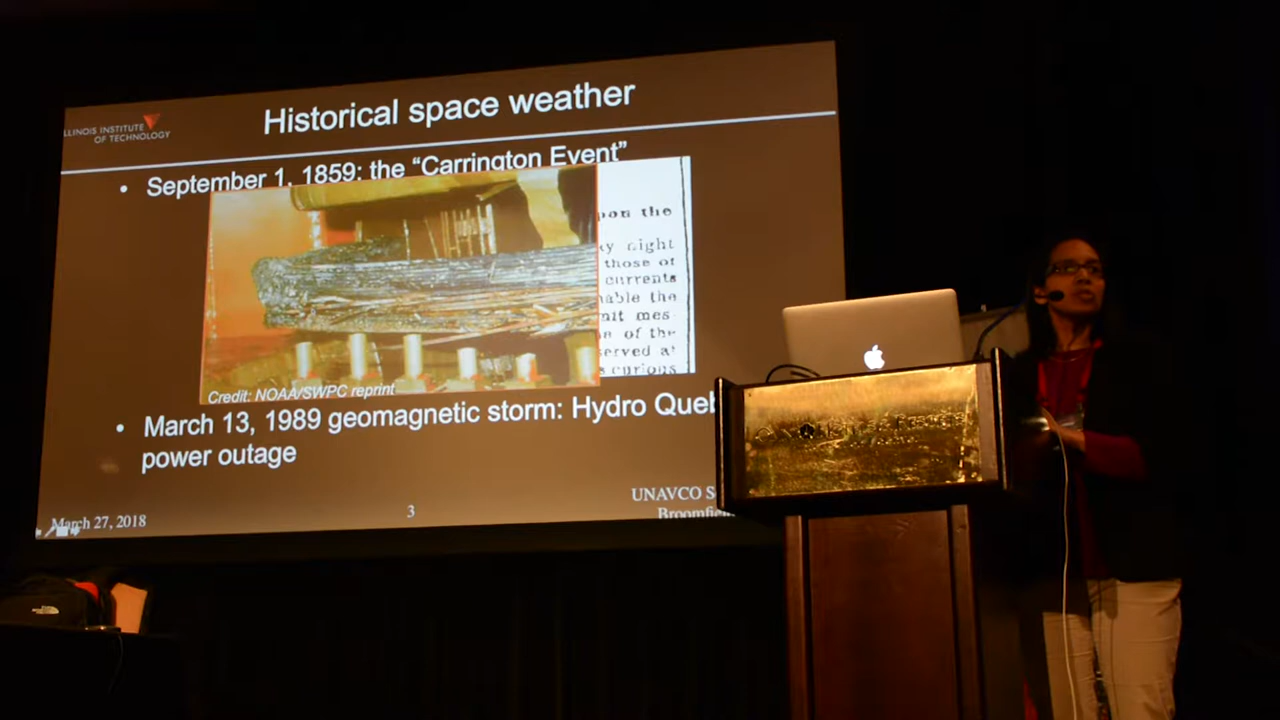 ILLINOIS INSTITUTE
OF TECHNOLOGY
Historical space weather
• September 1, 1859: the “Carrington Event”
pon the
night
those of
currents
able the
mit mes-
of the
erved at
curious
Credit: NOAA/SWPC reprint
• March 13, 1989 geomagnetic storm: Hydro Queb
power outage
March 27, 2018
3
UNAVCO S
Broomfie